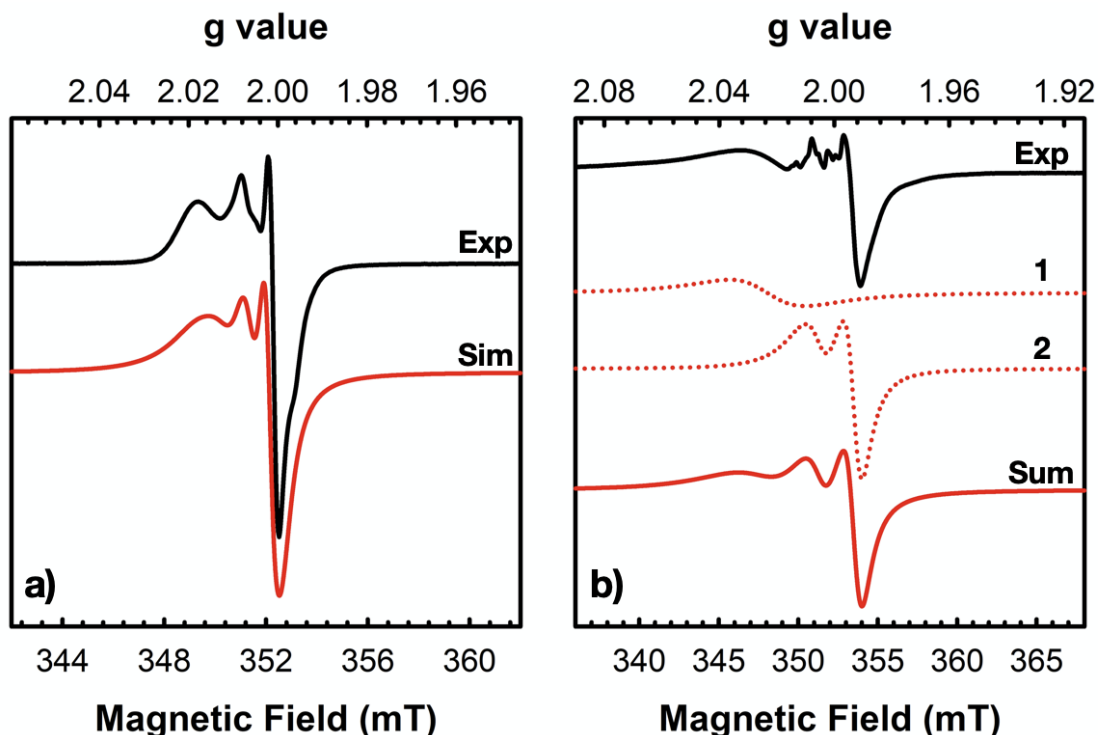 g value
2.04 2.02 2.00 1.98 1.96
Exp
Sim
a)
344 348 352 356 360
Magnetic Field (mT)
g value
2.08 2.04 2.00 1.96 1.92
Exp
1
2
Sum
b)
340 345 350 355 360 365
Magnetic Field (mT)